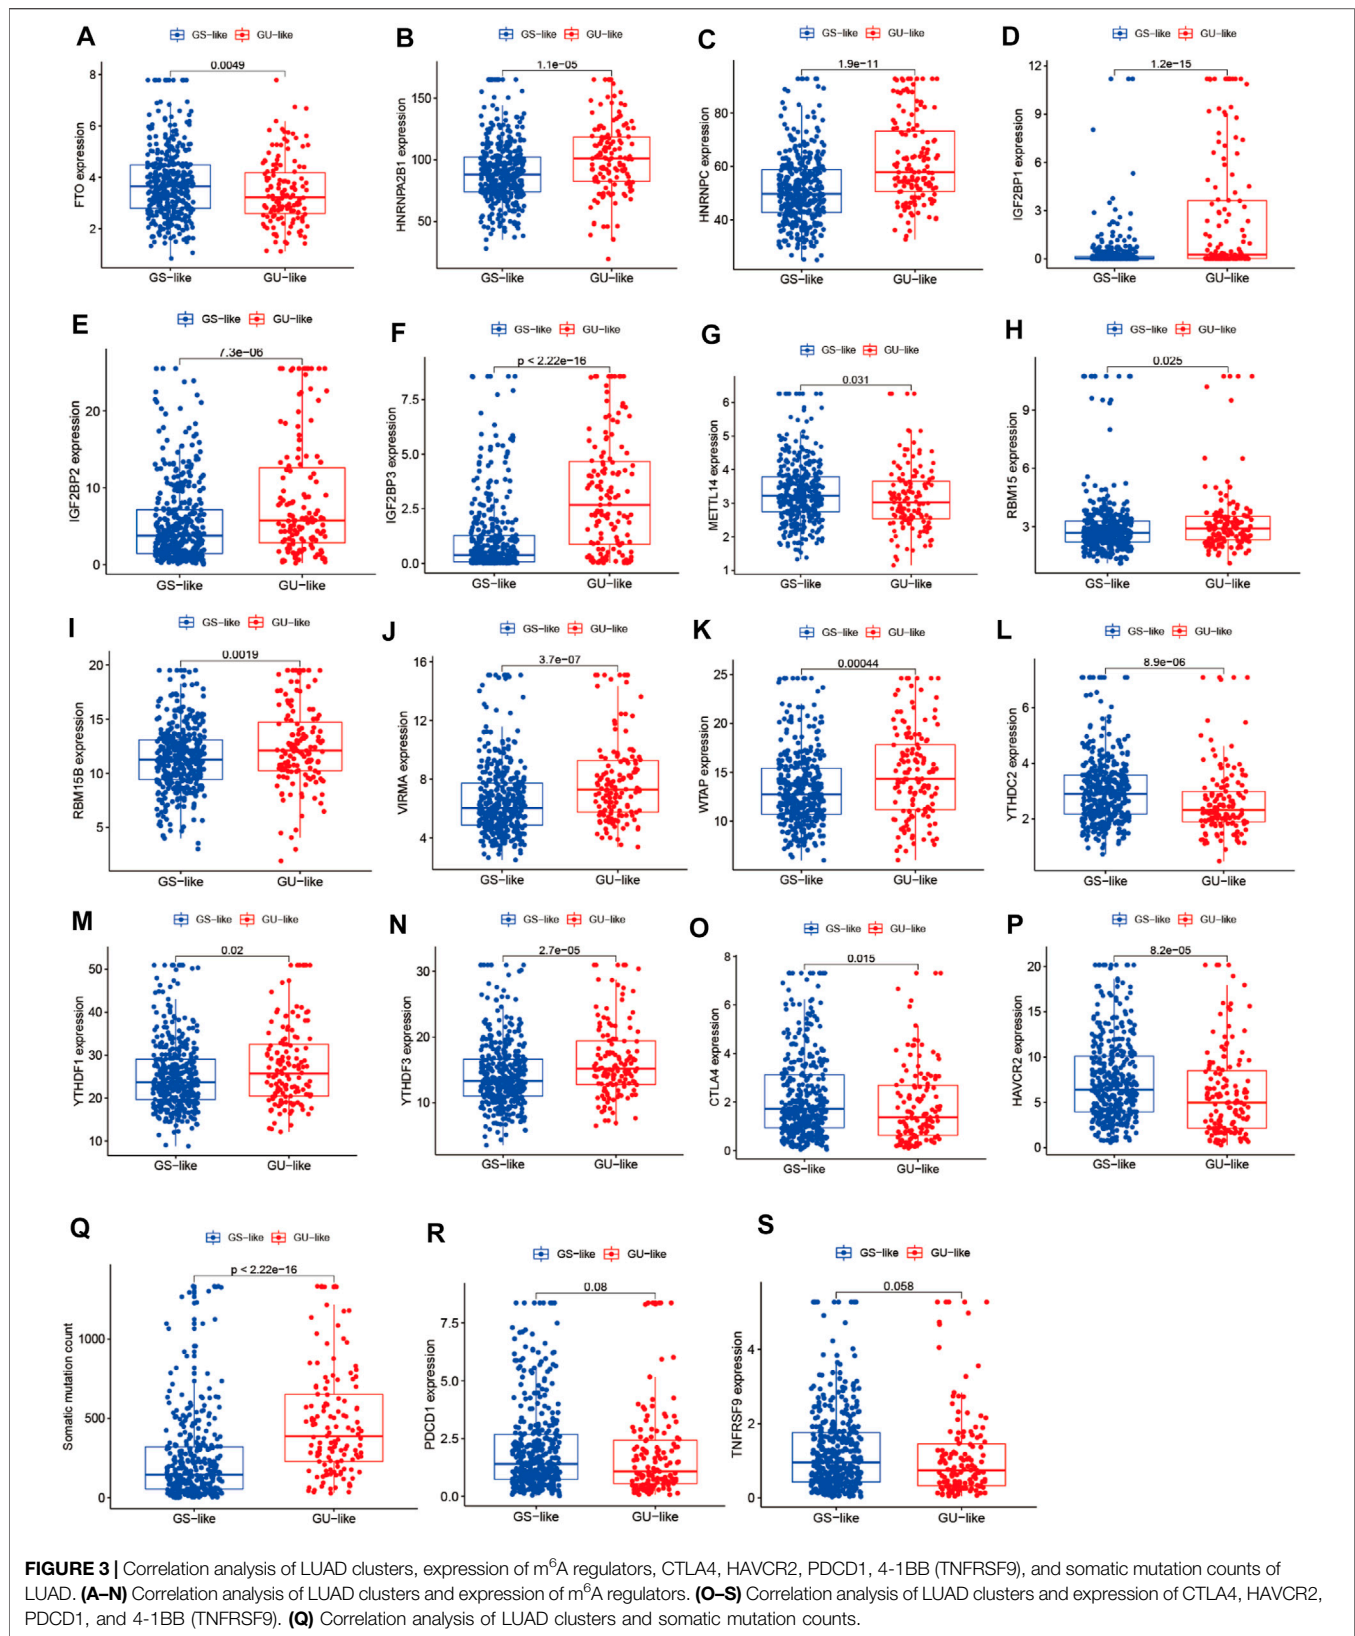 A
GS-like GU-like
0.0049
FTO expression
8
6
4
2
GS-like GU-like
B
GS-like GU-like
1.1e-05
HNRNPA2B1 expression
150
100
50
GS-like GU-like
C
GS-like GU-like
1.9e-11
HNRNPC expression
80
60
40
GS-like GU-like
D
GS-like GU-like
1.2e-15
IGF2BP1 expression
12
9
6
3
0
GS-like GU-like
E
GS-like GU-like
7.3e-06
IGF2BP2 expression
20
10
0
GS-like GU-like
F
GS-like GU-like
p < 2.22e-16
IGF2BP3 expression
7.5
5.0
2.5
0.0
GS-like GU-like
G
GS-like GU-like
0.031
METTL14 expression
6
5
4
3
2
1
GS-like GU-like
H
GS-like GU-like
0.025
RBM15 expression
9
6
3
GS-like GU-like
I
GS-like GU-like
0.0019
RBM15B expression
20
15
10
5
GS-like GU-like
J
GS-like GU-like
3.7e-07
VIRMA expression
16
12
8
4
GS-like GU-like
K
GS-like GU-like
0.00044
WTAP expression
25
20
15
10
GS-like GU-like
L
GS-like GU-like
8.9e-06
YTHDC2 expression
6
4
2
GS-like GU-like
M
GS-like GU-like
0.02
YTHDF1 expression
50
40
30
20
10
GS-like GU-like
N
GS-like GU-like
2.7e-05
YTHDF3 expression
30
20
10
GS-like GU-like
O
GS-like GU-like
0.015
CTLA4 expression
8
6
4
2
0
GS-like GU-like
P
GS-like GU-like
8.2e-05
HAVCR2 expression
20
15
10
5
0
GS-like GU-like
Q
GS-like GU-like
p < 2.22e-16
Somatic mutation count
1000
500
0
GS-like GU-like
R
GS-like GU-like
0.08
PDCD1 expression
7.5
5.0
2.5
0.0
GS-like GU-like
S
GS-like GU-like
0.058
TNFRSF9 expression
4
2
0
GS-like GU-like
FIGURE 3 | Correlation analysis of LUAD clusters, expression of m⁶A regulators, CTLA4, HAVCR2, PDCD1, 4-1BB (TNFRSF9), and somatic mutation counts of
LUAD. (A–N) Correlation analysis of LUAD clusters and expression of m⁶A regulators. (O–S) Correlation analysis of LUAD clusters and expression of CTLA4, HAVCR2,
PDCD1, and 4-1BB (TNFRSF9). (Q) Correlation analysis of LUAD clusters and somatic mutation counts.